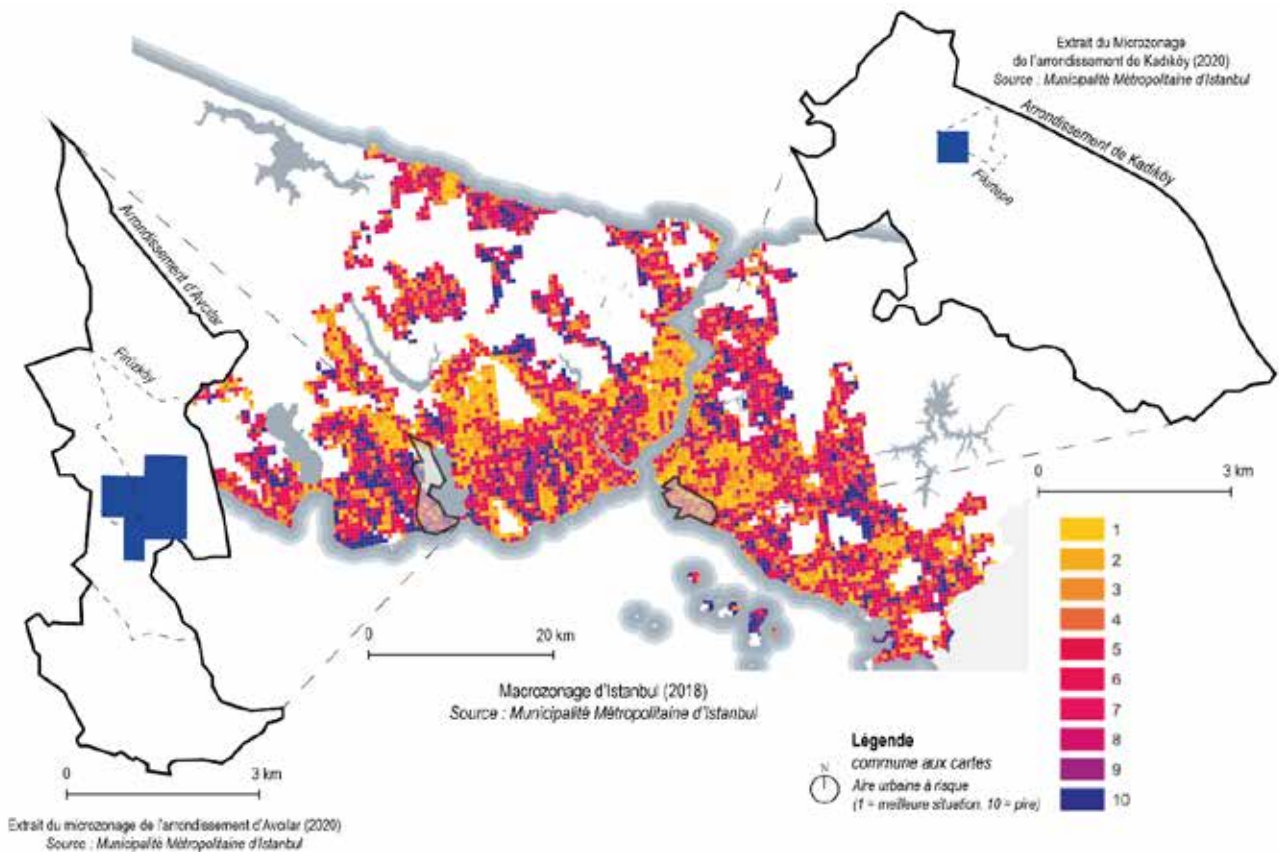 Extrait du Microzonage
de l'arrondissement de Kadıköy (2020)
Source : Municipalité Métropolitaine d'Istanbul
Arrondissement de Kadıköy
Fikirtepe
0 3 km
Arrondissement d'Avcılar
Firüzköy
0 20 km
Macrozonage d'Istanbul (2018)
Source : Municipalité Métropolitaine d'Istanbul
1
2
3
4
5
6
7
8
9
10
Légende
commune aux cartes
N
Aire urbaine à risque
(1 = meilleure situation, 10 = pire)
0 3 km
Extrait du microzonage de l'arrondissement d'Avcılar (2020)
Source : Municipalité Métropolitaine d'Istanbul